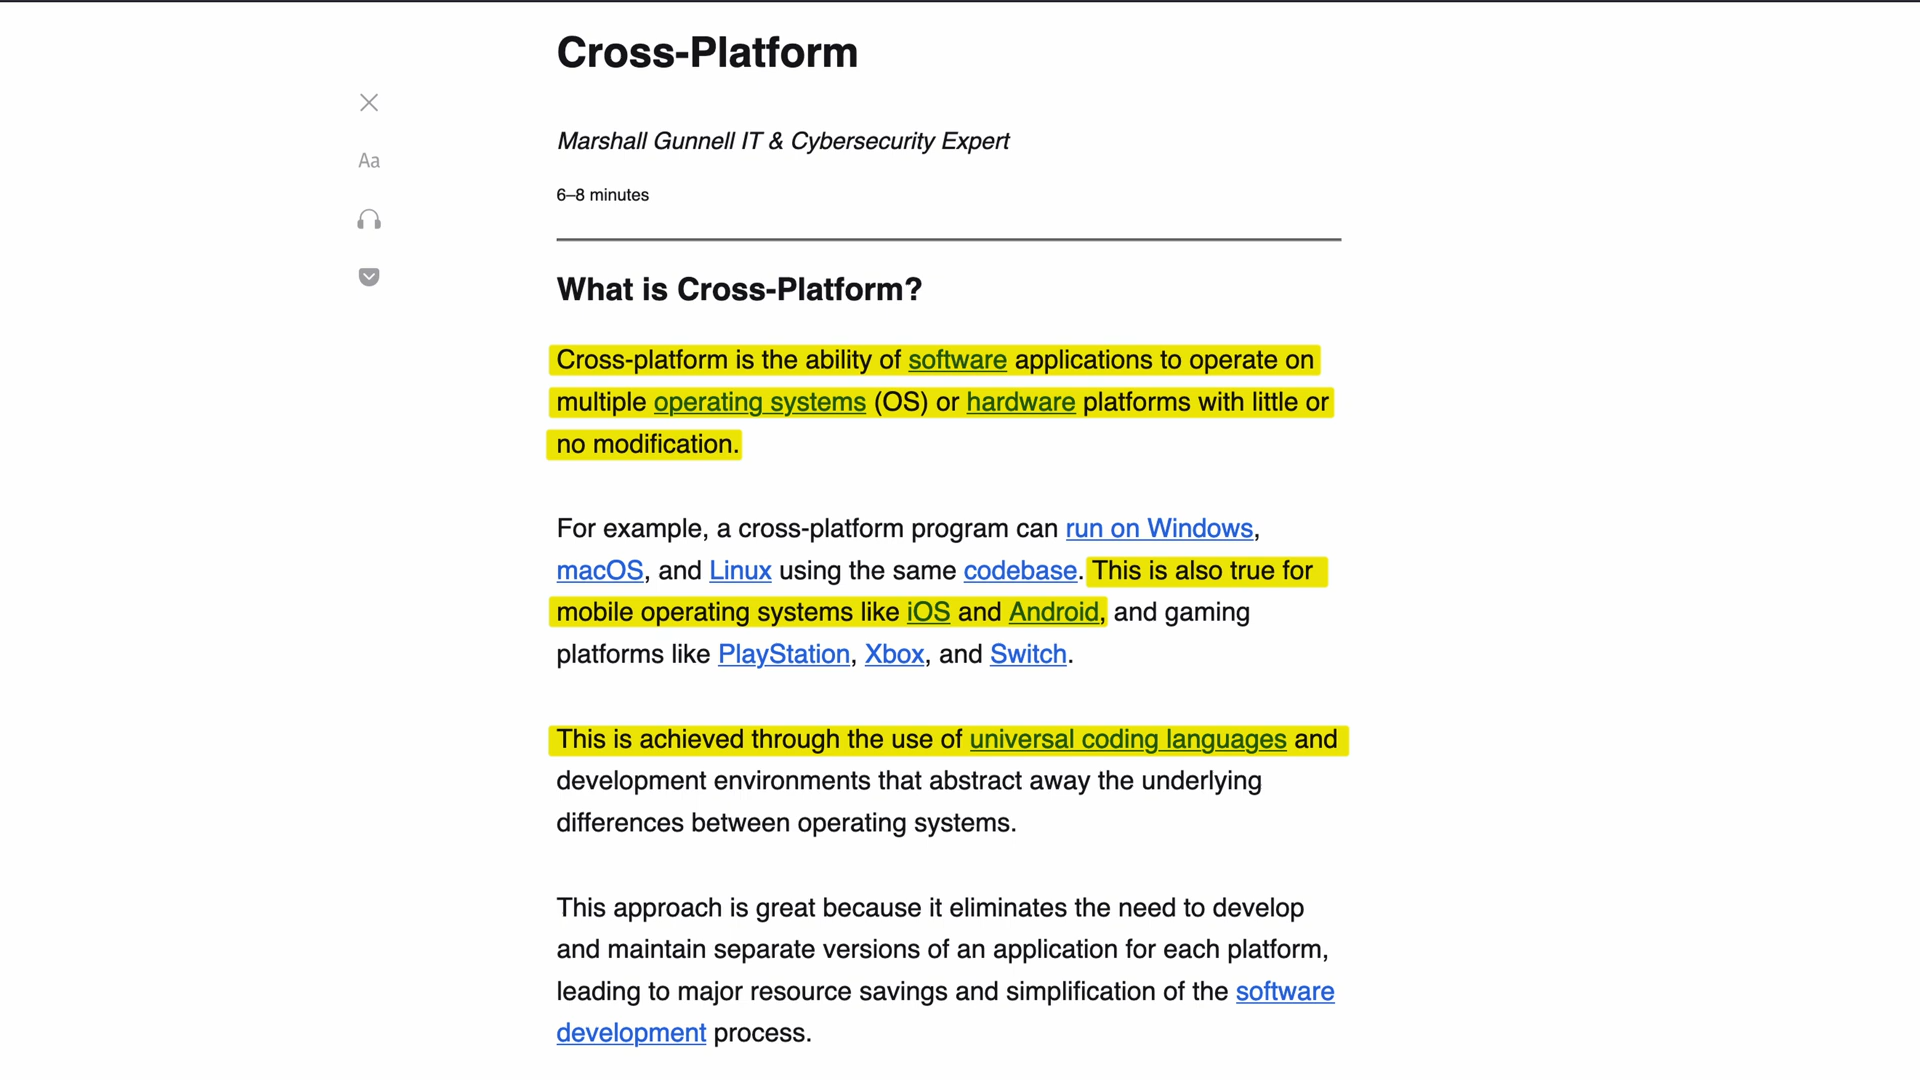 Cross-Platform
Aa
Marshall Gunnell IT & Cybersecurity Expert
6–8 minutes
What is Cross-Platform?
Cross-platform is the ability of software applications to operate on
multiple operating systems (OS) or hardware platforms with little or
no modification.
For example, a cross-platform program can run on Windows,
macOS, and Linux using the same codebase. This is also true for
mobile operating systems like iOS and Android, and gaming
platforms like PlayStation, Xbox, and Switch.
This is achieved through the use of universal coding languages and
development environments that abstract away the underlying
differences between operating systems.
This approach is great because it eliminates the need to develop
and maintain separate versions of an application for each platform,
leading to major resource savings and simplification of the software
development process.